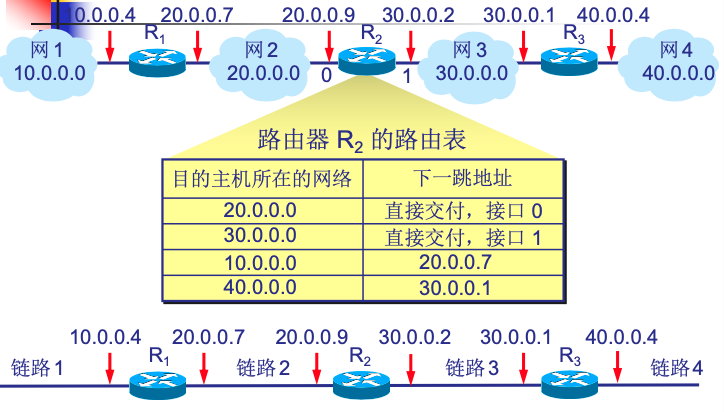 10.0.0.4 20.0.0.7 20.0.0.9 30.0.0.2 30.0.0.1 40.0.0.4
R1 R2 R3
网1 网2 网3 网4
10.0.0.0 20.0.0.0 0 1 30.0.0.0 40.0.0.0
路由器 R2 的路由表
目的主机所在的网络 下一跳地址
20.0.0.0 直接交付，接口 0
30.0.0.0 直接交付，接口 1
10.0.0.0 20.0.0.7
40.0.0.0 30.0.0.1
10.0.0.4 20.0.0.7 20.0.0.9 30.0.0.2 30.0.0.1 40.0.0.4
链路1 R1 链路2 R2 链路3 R3 链路4